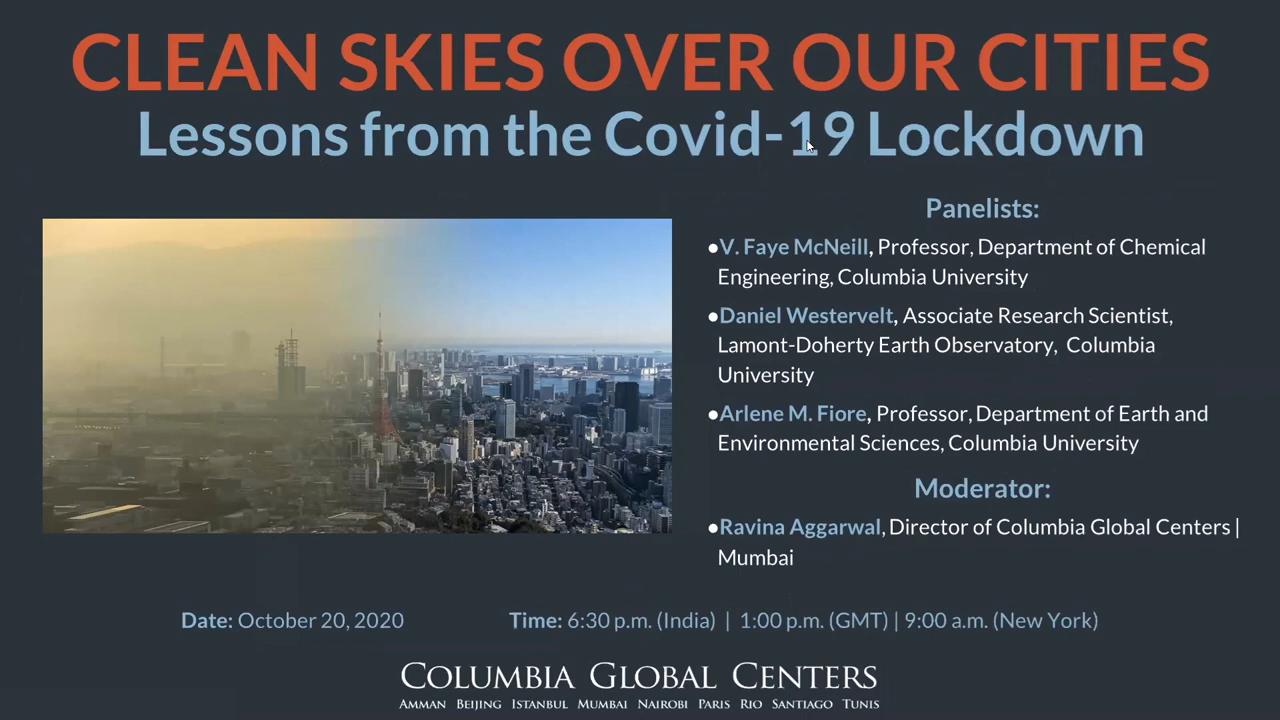 CLEAN SKIES OVER OUR CITIES
Lessons from the Covid-19 Lockdown
Panelists:
●V. Faye McNeill, Professor, Department of Chemical
Engineering, Columbia University
●Daniel Westervelt, Associate Research Scientist,
Lamont-Doherty Earth Observatory, Columbia
University
●Arlene M. Fiore, Professor, Department of Earth and
Environmental Sciences, Columbia University
Moderator:
●Ravina Aggarwal, Director of Columbia Global Centers |
Mumbai
Date: October 20, 2020 Time: 6:30 p.m. (India) | 1:00 p.m. (GMT) | 9:00 a.m. (New York)
COLUMBIA GLOBAL CENTERS
AMMAN BEIJING ISTANBUL MUMBAI NAIROBI PARIS RIO SANTIAGO TUNIS